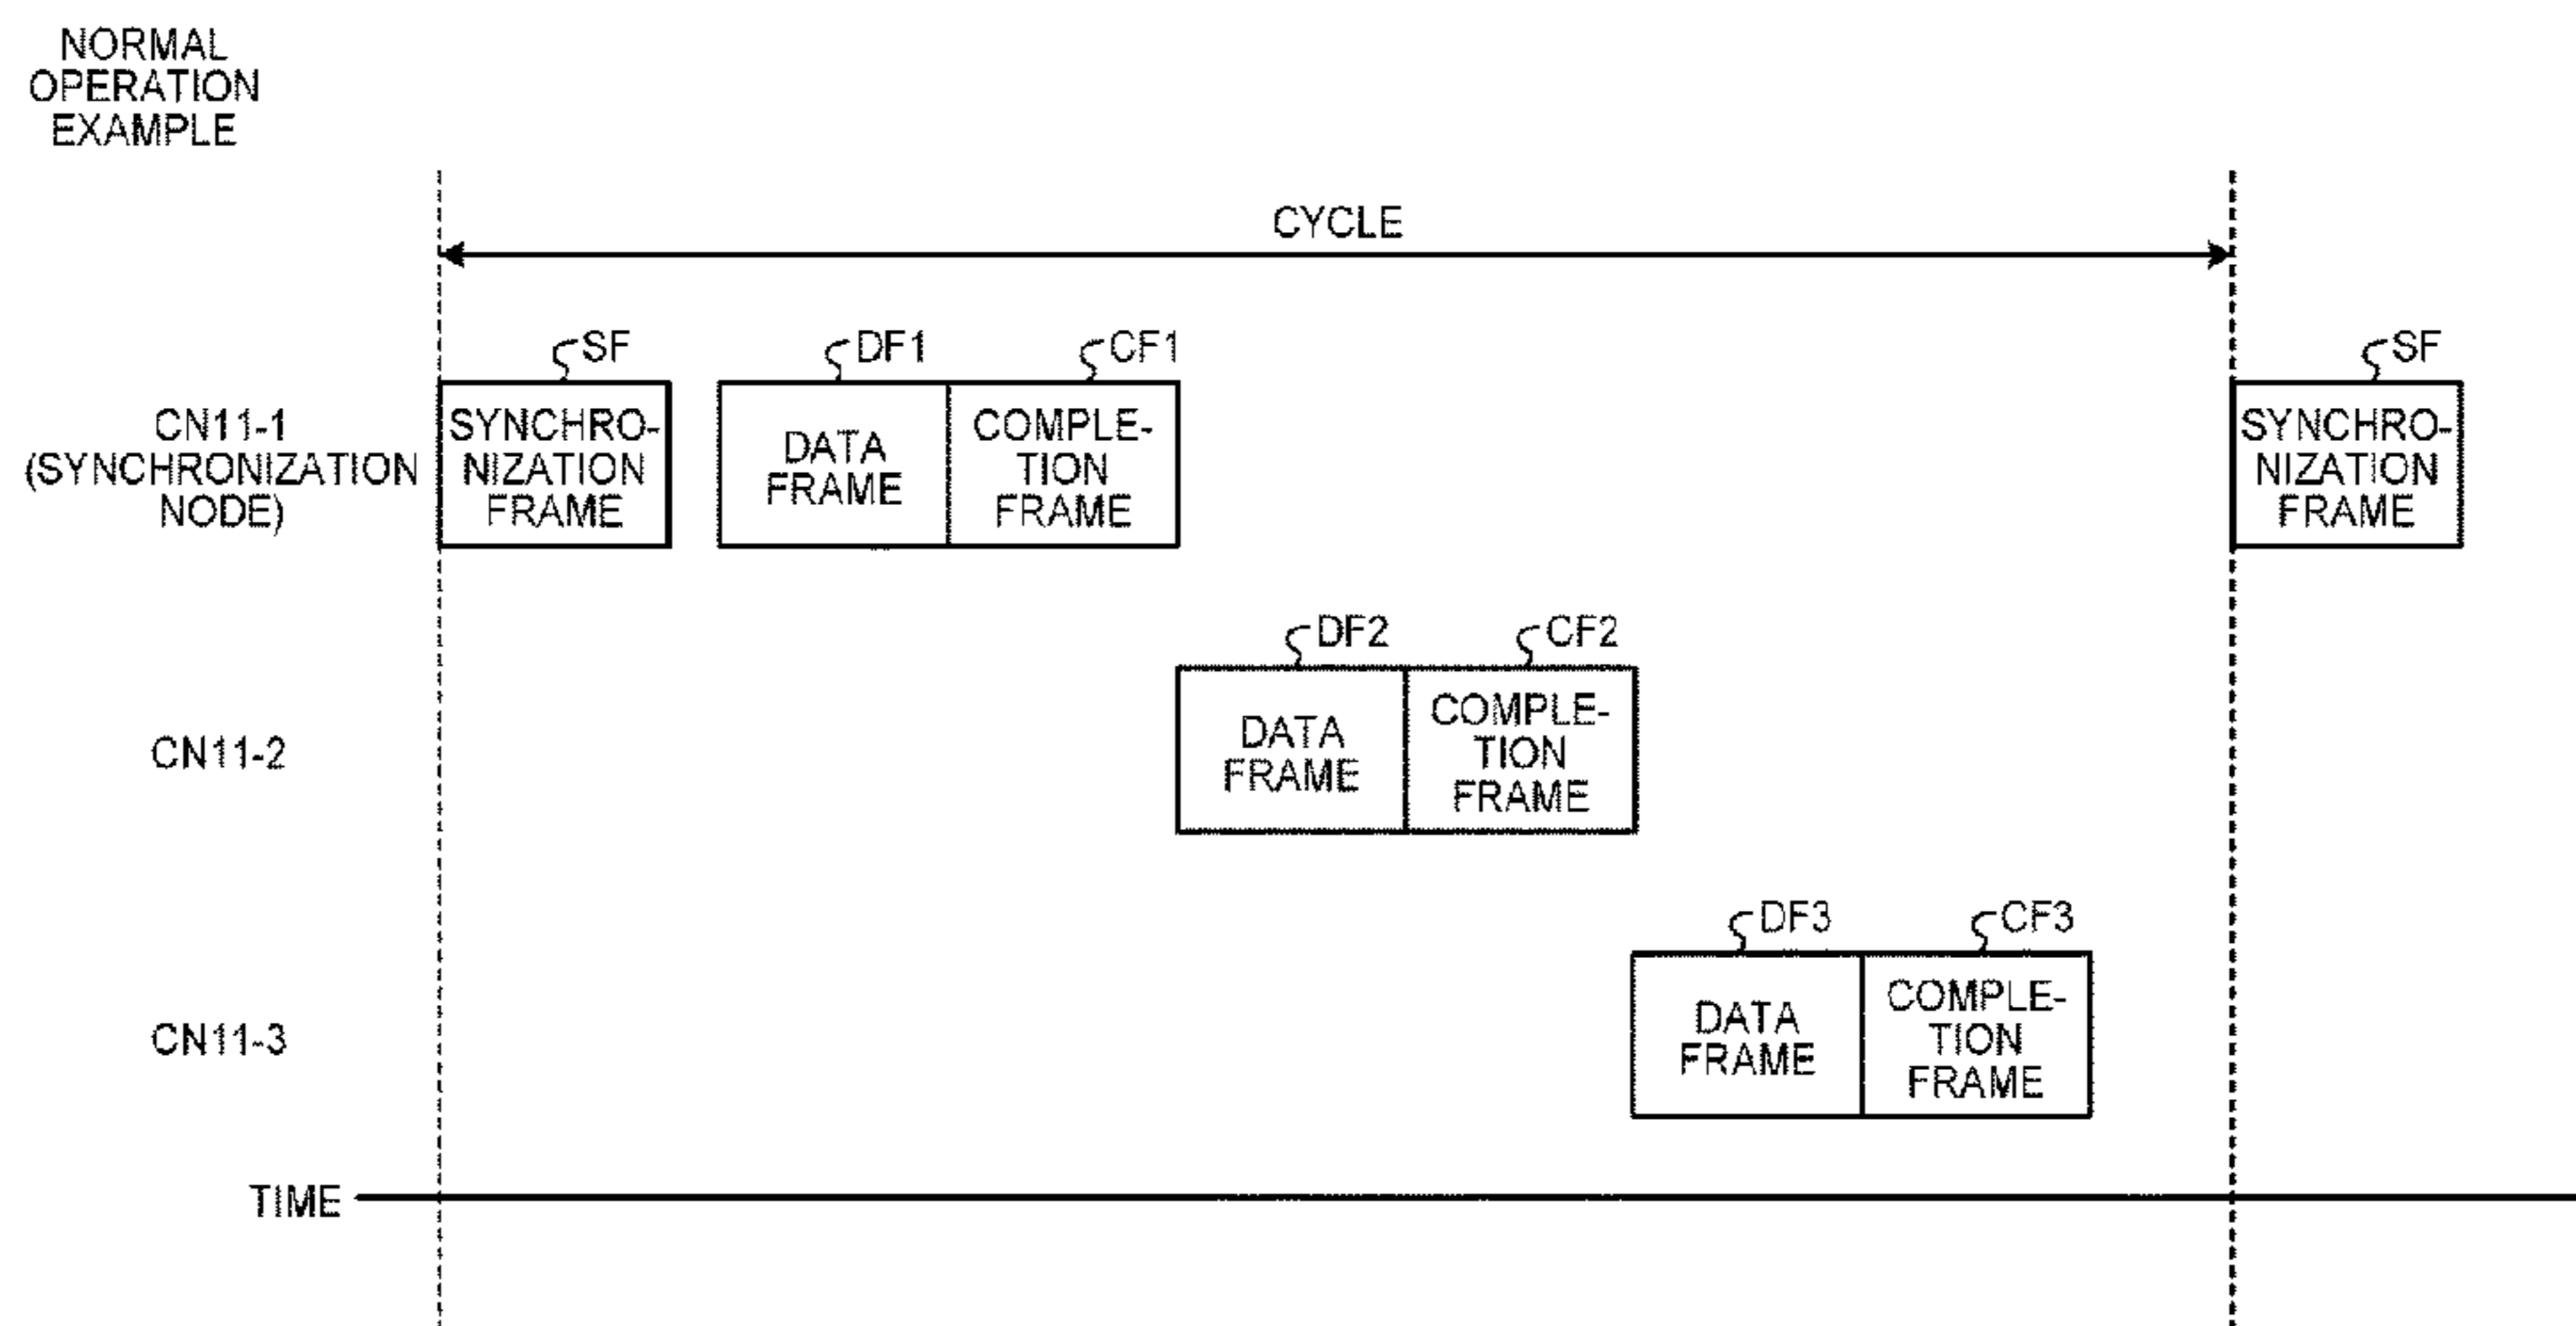 NORMAL
OPERATION
EXAMPLE
CYCLE
SF
DF1
CF1
SF
CN11-1
(SYNCHRONIZATION
NODE)
SYNCHRO-
NIZATION
FRAME
DATA
FRAME
COMPLE-
TION
FRAME
SYNCHRO-
NIZATION
FRAME
DF2
CF2
CN11-2
DATA
FRAME
COMPLE-
TION
FRAME
DF3
CF3
CN11-3
DATA
FRAME
COMPLE-
TION
FRAME
TIME